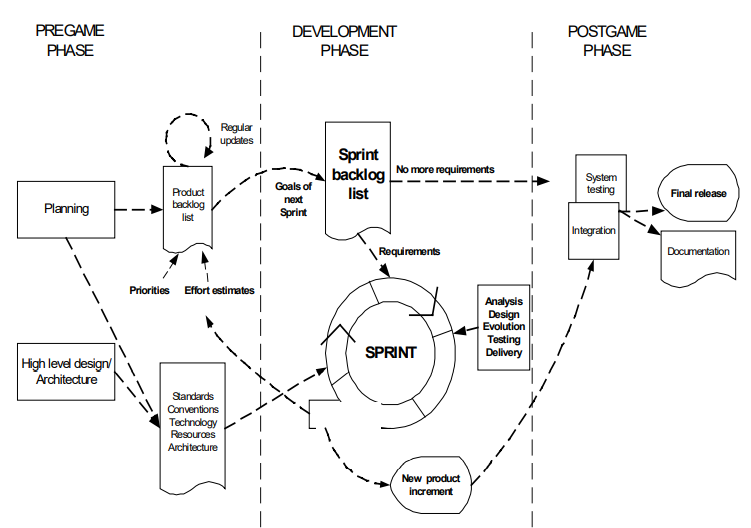 PREGAME
PHASE
DEVELOPMENT
PHASE
POSTGAME
PHASE
Regular
updates
Planning
Product
backlog
list
Goals of
next
Sprint
Sprint
backlog
list
No more requirements
System
testing
Integration
Final release
Documentation
Priorities
Effort estimates
Requirements
High level design/
Architecture
Standards
Conventions
Technology
Resources
Architecture
SPRINT
Analysis
Design
Evolution
Testing
Delivery
New product
increment